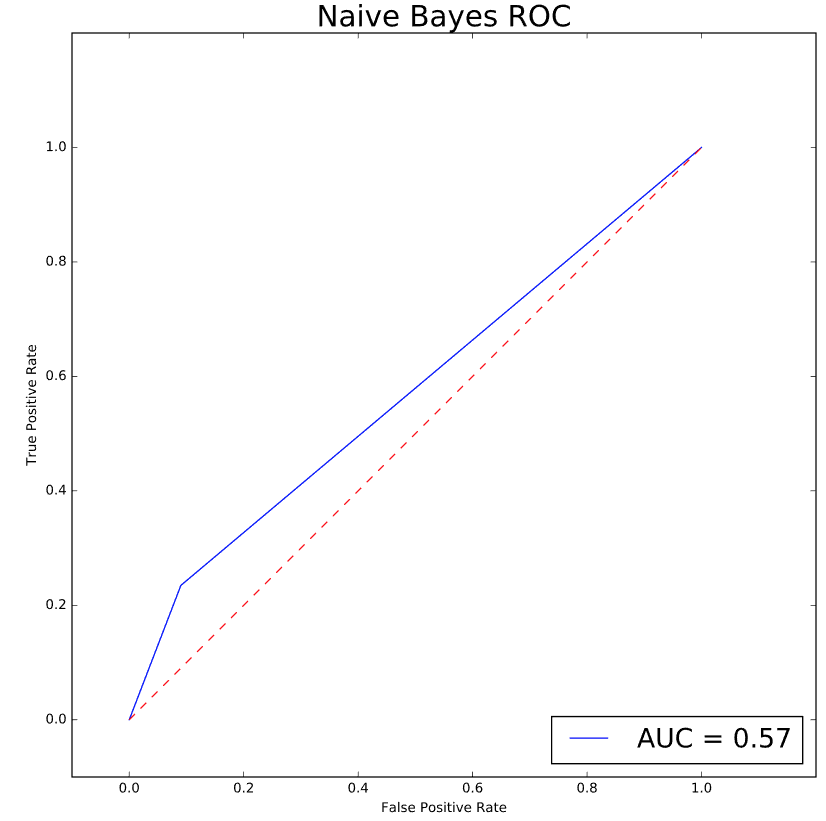 Naive Bayes ROC
True Positive Rate
1.0
0.8
0.6
0.4
0.2
0.0
AUC = 0.57
0.0 0.2 0.4 0.6 0.8 1.0
False Positive Rate